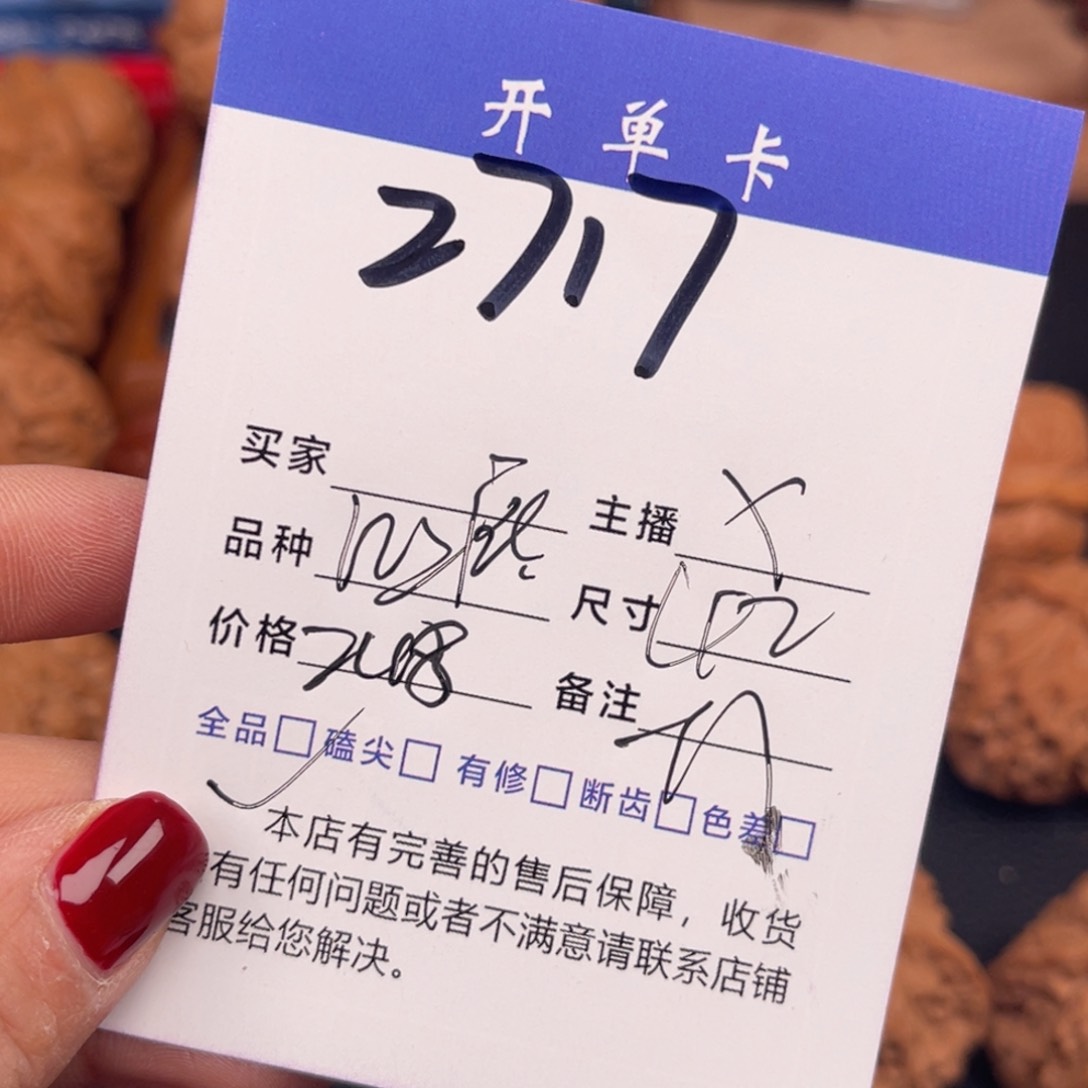 开单卡
2717
买家 主播 Y
品种 尺寸 42
价格 备注
全品□ 磕尖□ 有修□ 断齿□ 色差□
本店有完善的售后保障，收货
有任何问题或者不满意请联系店铺
客服给您解决。